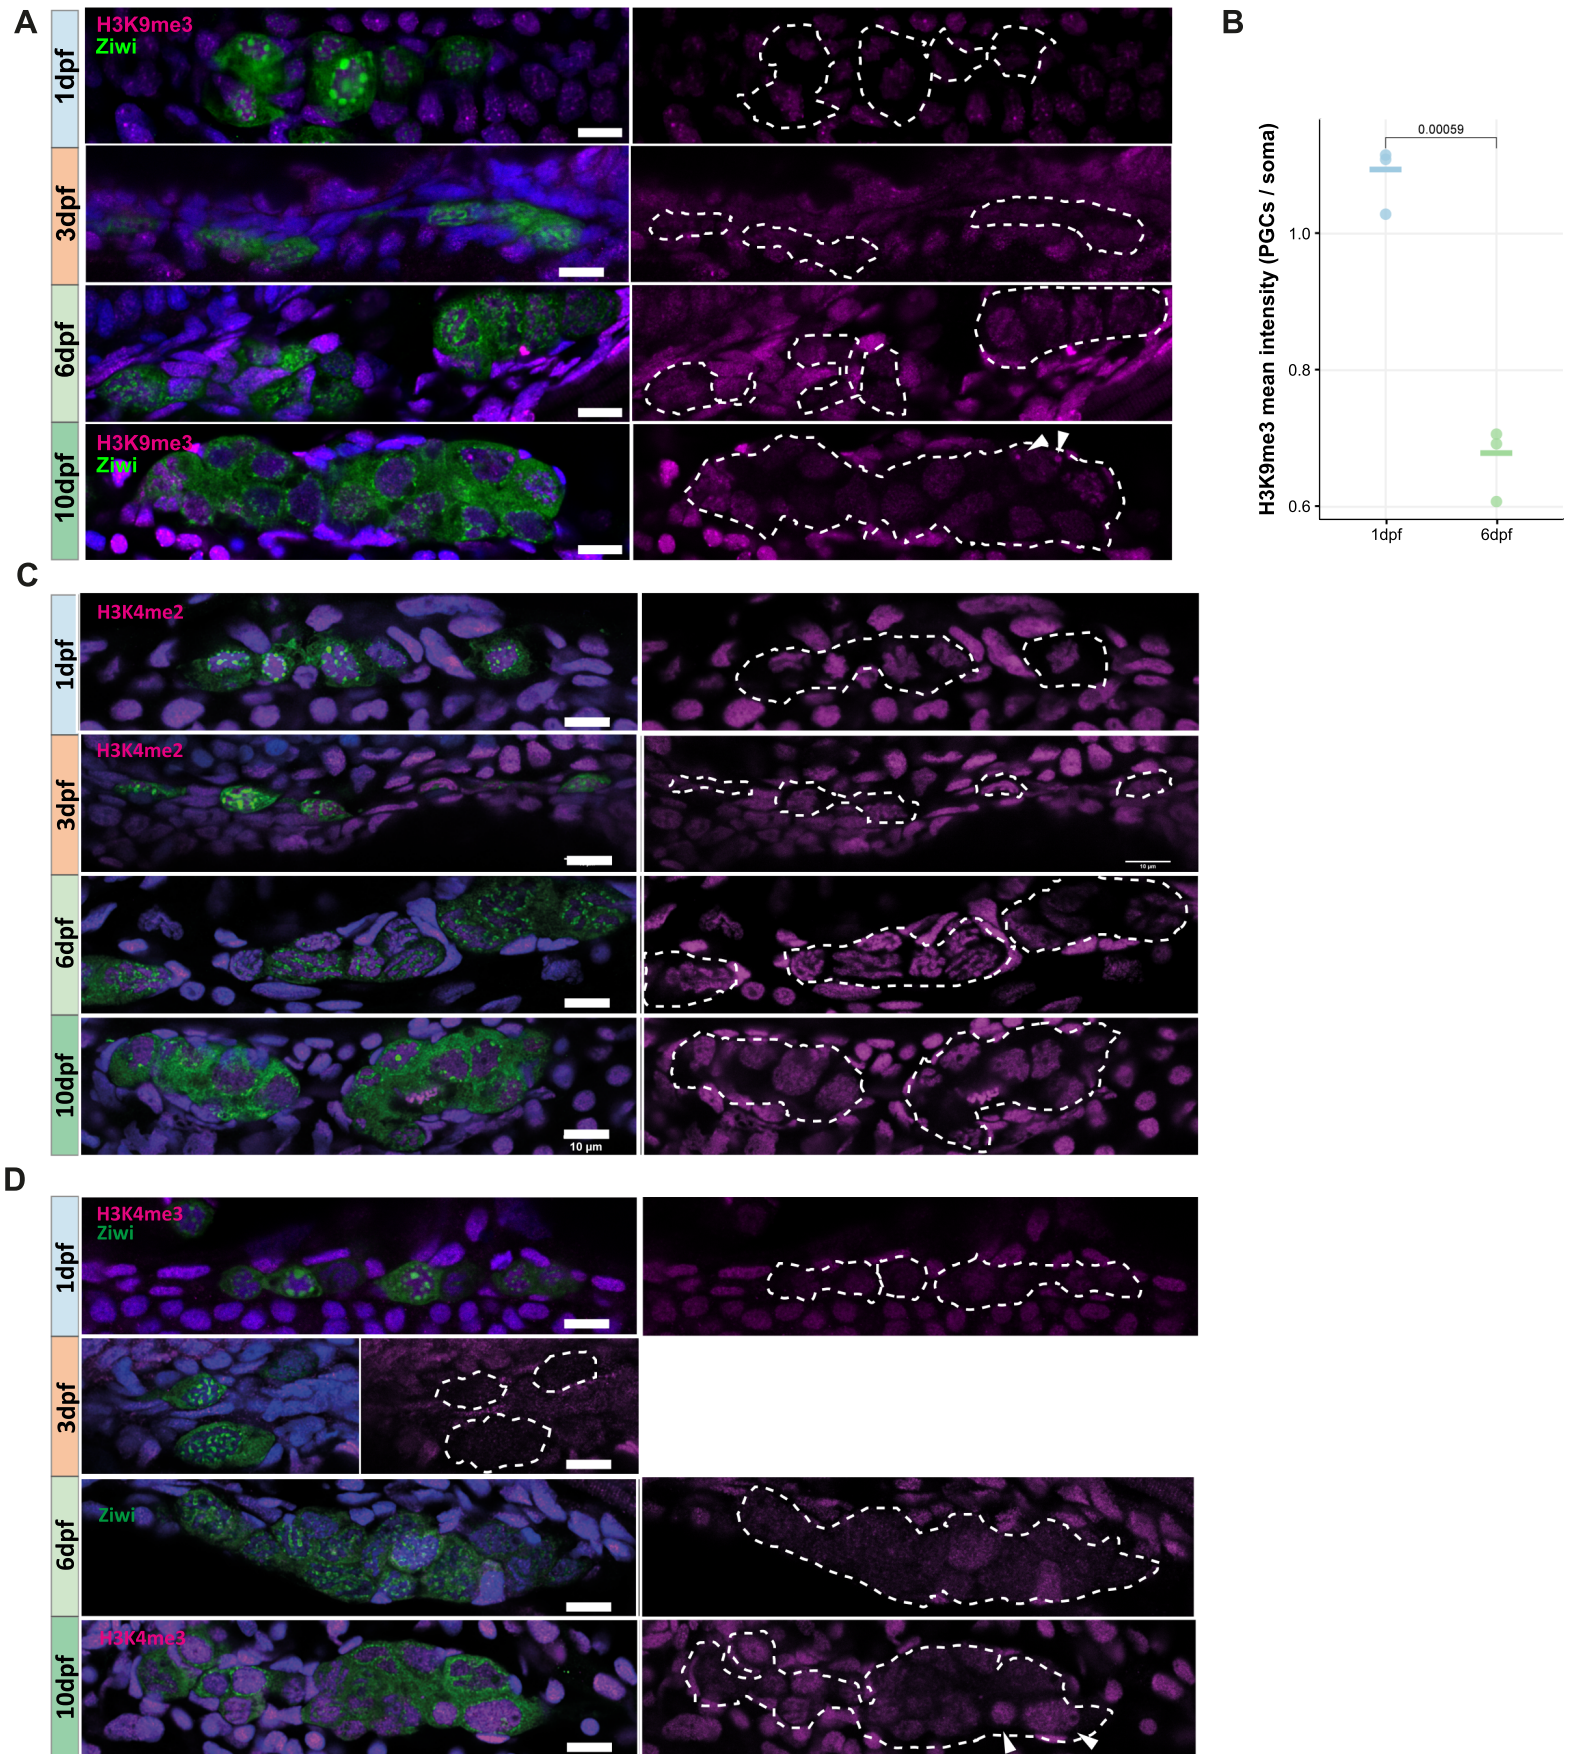 A
H3K9me3
Ziwi
1dpf
3dpf
6dpf
H3K9me3
Ziwi
10dpf
B
H3K9me3 mean intensity (PGCs / soma)
0.00059
1.0
0.8
0.6
1dpf
6dpf
C
H3K4me2
1dpf
H3K4me2
3dpf
10 µm
6dpf
10dpf
10 µm
D
H3K4me3
Ziwi
1dpf
3dpf
Ziwi
6dpf
H3K4me3
10dpf